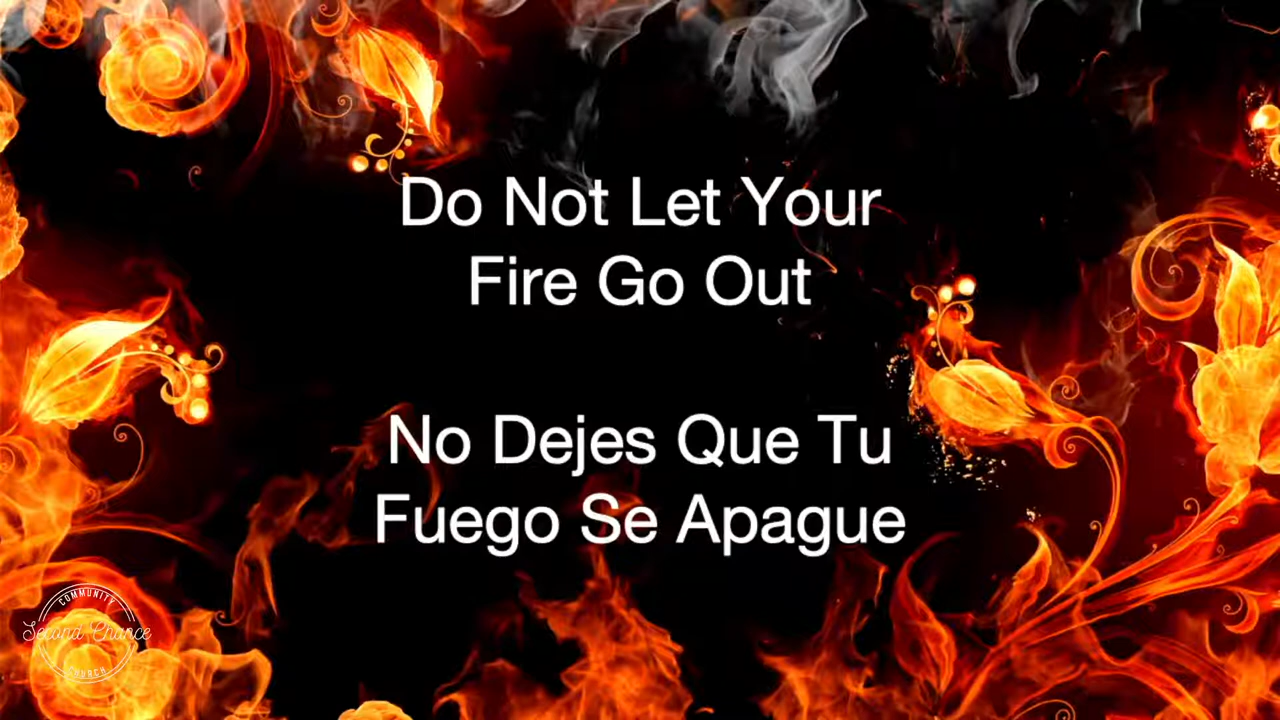 Do Not Let Your
Fire Go Out
No Dejes Que Tu
Fuego Se Apague
COMMUNITY
Second Chance
CHURCH